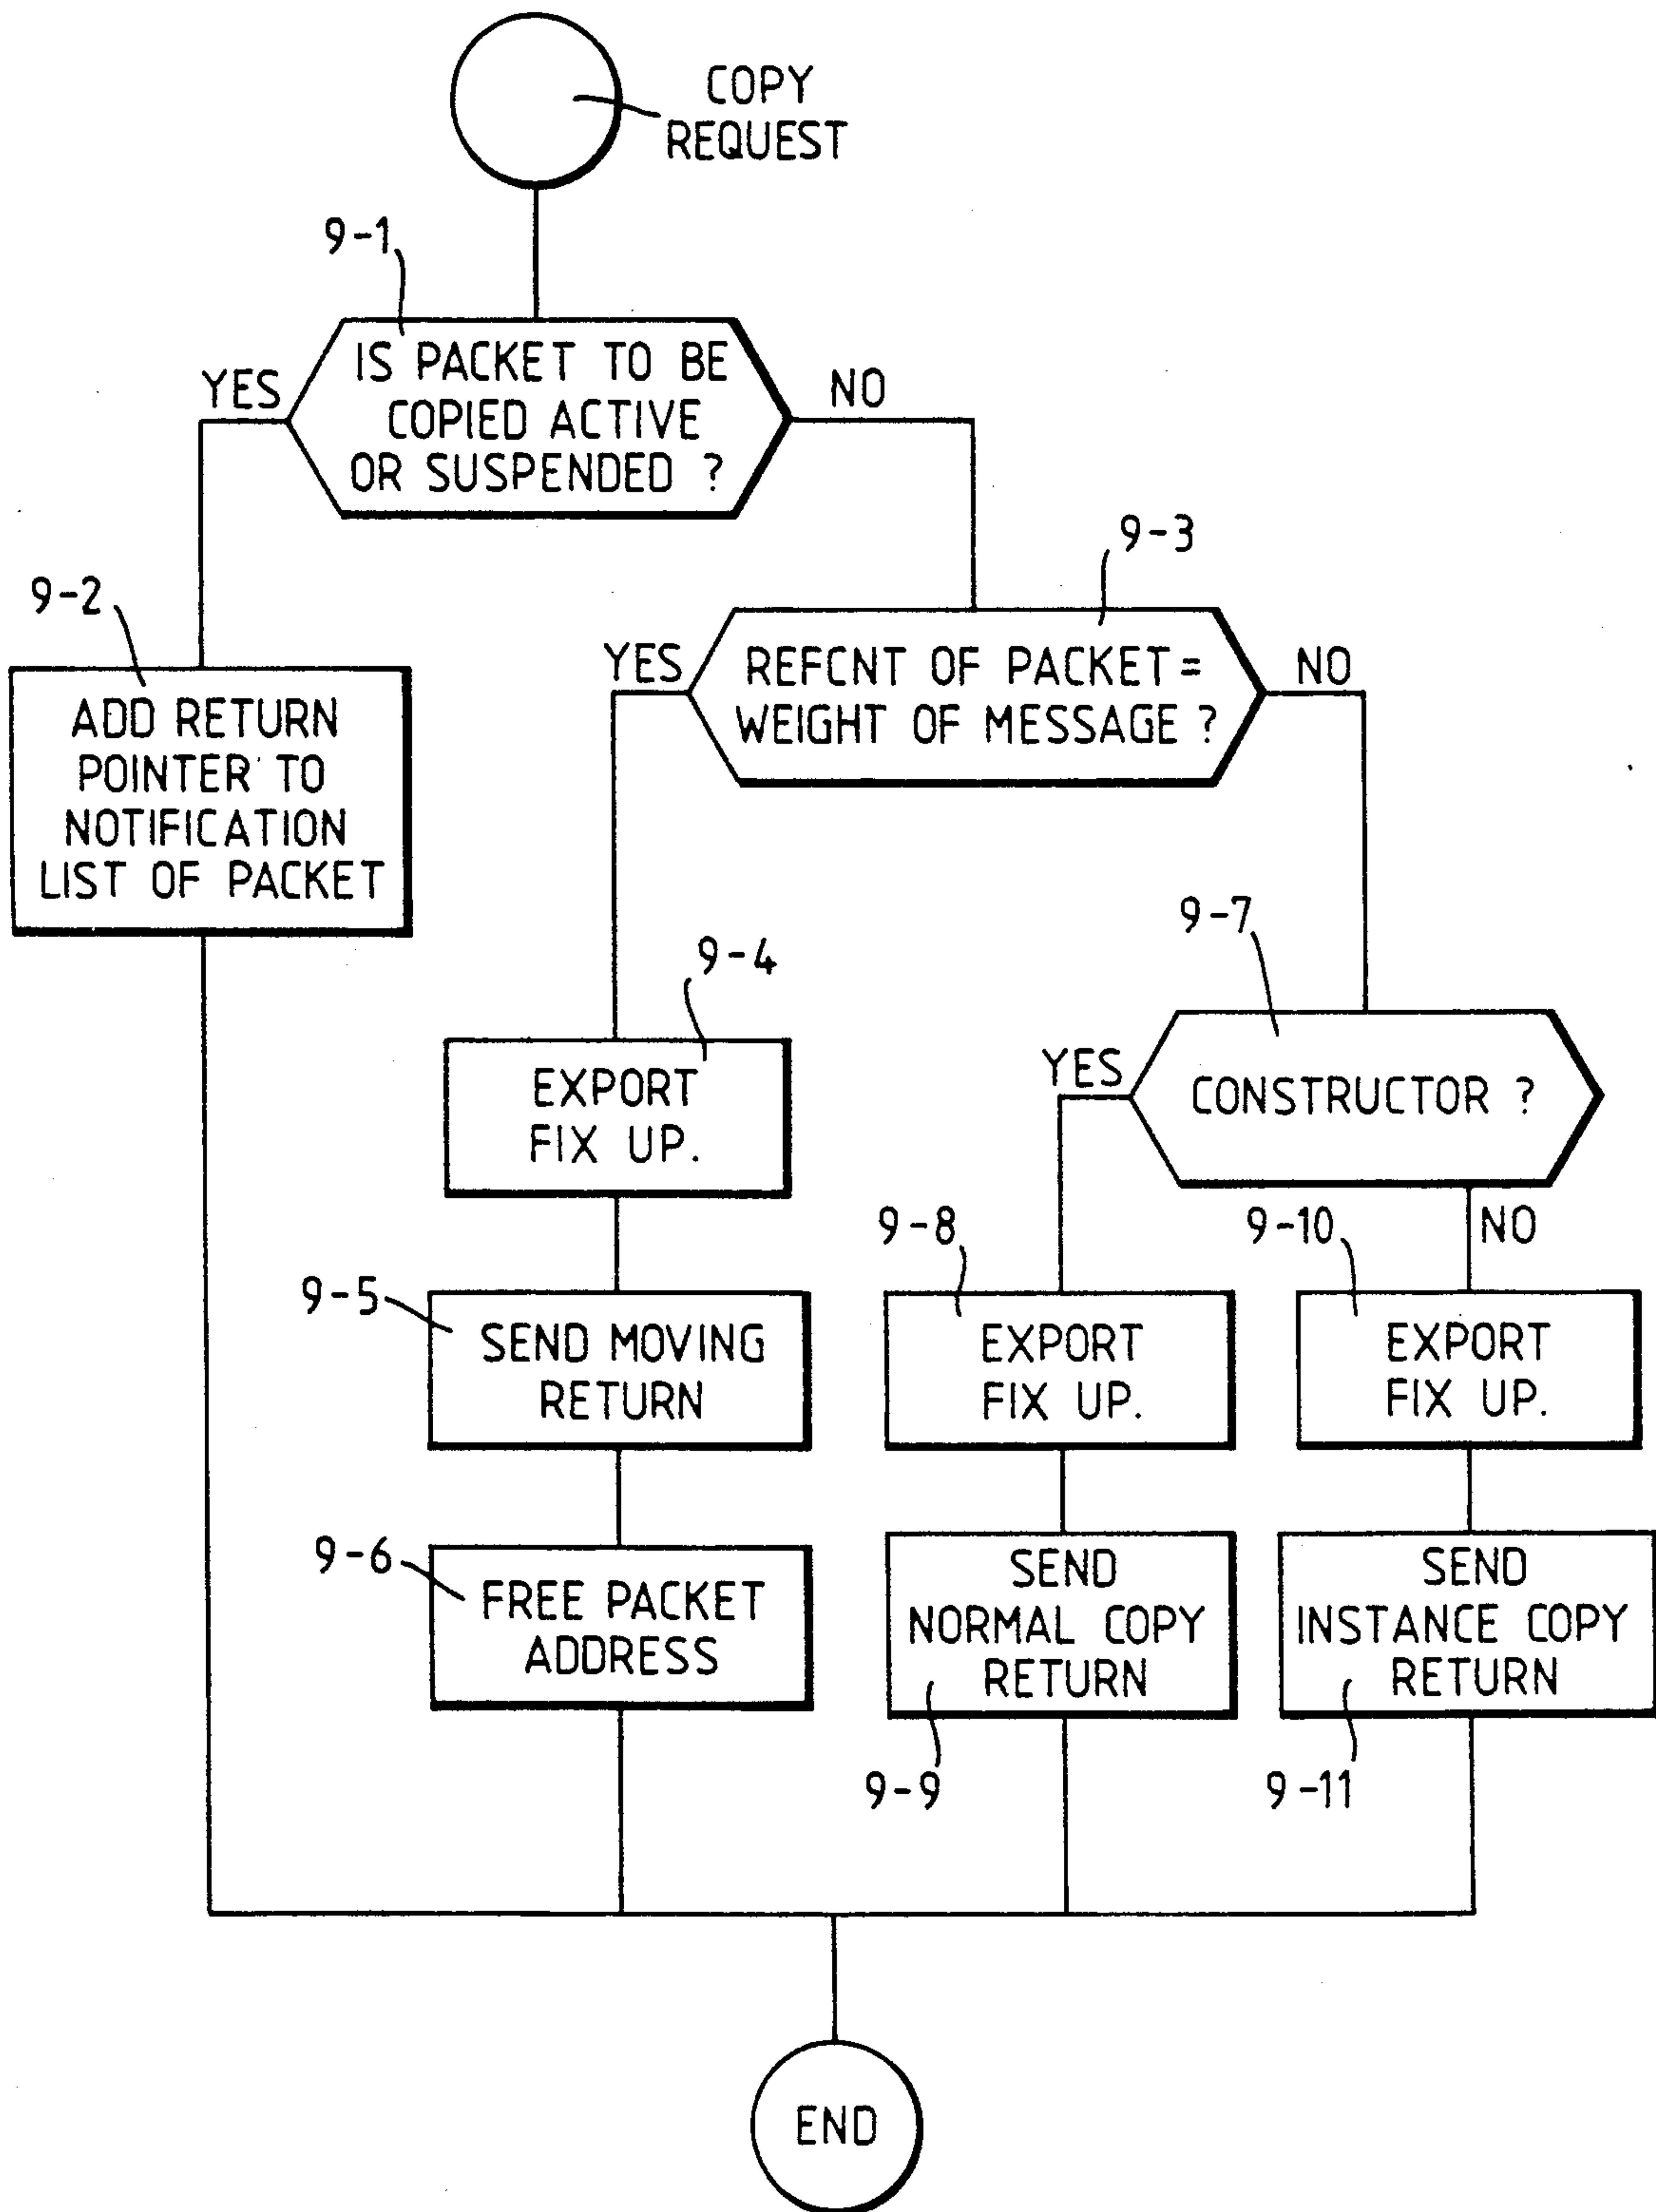 COPY
REQUEST
9-1
IS PACKET TO BE
COPIED ACTIVE
OR SUSPENDED ?
YES
NO
9-2
ADD RETURN
POINTER TO
NOTIFICATION
LIST OF PACKET
9-3
REFCNT OF PACKET =
WEIGHT OF MESSAGE ?
YES
NO
9-4
EXPORT
FIX UP.
9-5
SEND MOVING
RETURN
9-6
FREE PACKET
ADDRESS
9-7
CONSTRUCTOR ?
YES
NO
9-8
EXPORT
FIX UP.
9-9
SEND
NORMAL COPY
RETURN
9-10
EXPORT
FIX UP.
9-11
SEND
INSTANCE COPY
RETURN
END